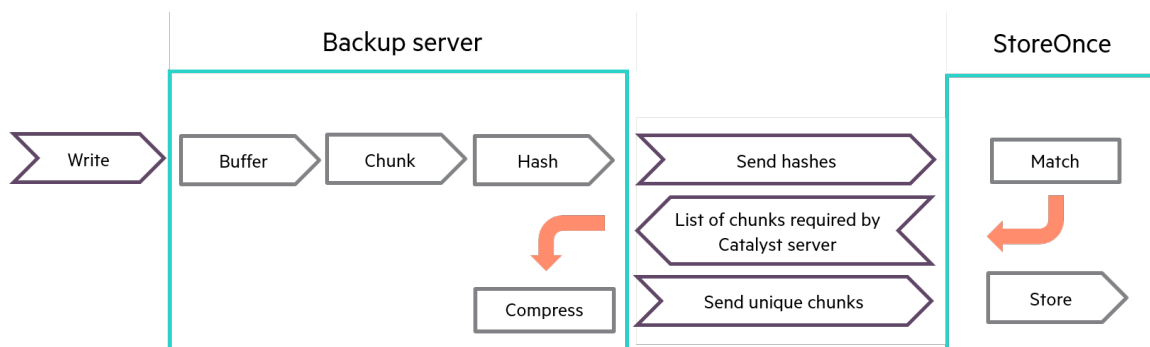 Backup server
StoreOnce
Write
Buffer
Chunk
Hash
Send hashes
Match
List of chunks required by
Catalyst server
Compress
Send unique chunks
Store